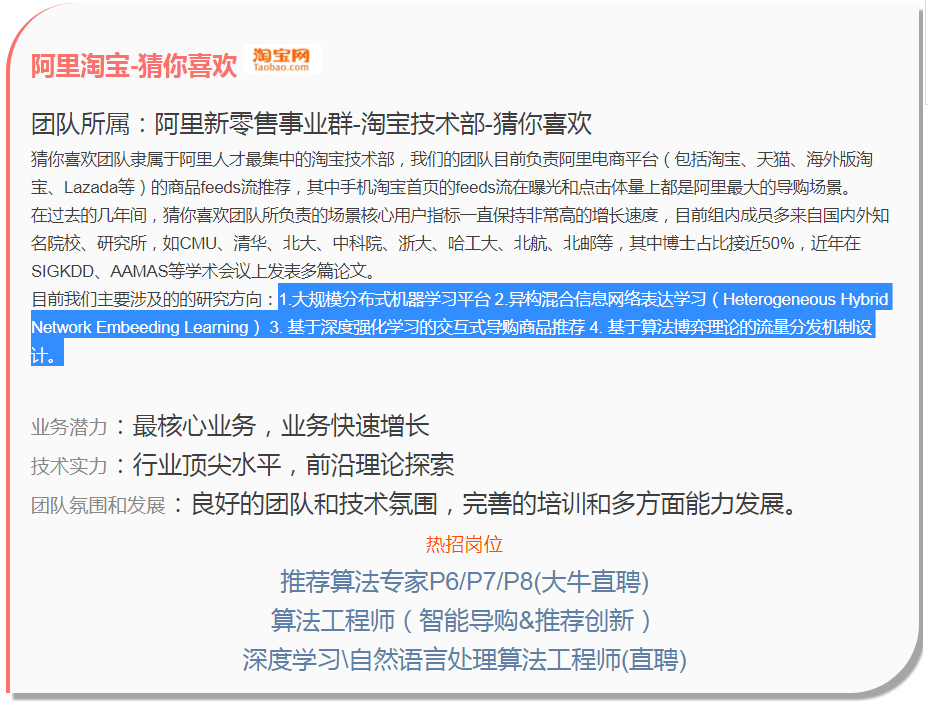 阿里淘宝-猜你喜欢 淘宝网
Taobao.com
团队所属：阿里新零售事业群-淘宝技术部-猜你喜欢
猜你喜欢团队隶属于阿里人才最集中的淘宝技术部，我们的团队目前负责阿里电商平台（包括淘宝、天猫、海外版淘
宝、Lazada等）的商品feeds流推荐，其中手机淘宝首页的feeds流在曝光和点击体量上都是阿里最大的导购场景。
在过去的几年间，猜你喜欢团队所负责的场景核心用户指标一直保持非常高的增长速度，目前组内成员多来自国内外知
名院校、研究所，如CMU、清华、北大、中科院、浙大、哈工大、北航、北邮等，其中博士占比接近50%，近年在
SIGKDD、AAMAS等学术会议上发表多篇论文。
目前我们主要涉及的的研究方向：1.大规模分布式机器学习平台 2.异构混合信息网络表达学习（Heterogeneous Hybrid
Network Embeeding Learning ） 3. 基于深度强化学习的交互式导购商品推荐 4. 基于算法博弈理论的流量分发机制设
计。
业务潜力：最核心业务，业务快速增长
技术实力：行业顶尖水平，前沿理论探索
团队氛围和发展：良好的团队和技术氛围，完善的培训和多方面能力发展。
热招岗位
推荐算法专家P6/P7/P8(大牛直聘)
算法工程师（智能导购&推荐创新）
深度学习\自然语言处理算法工程师(直聘)